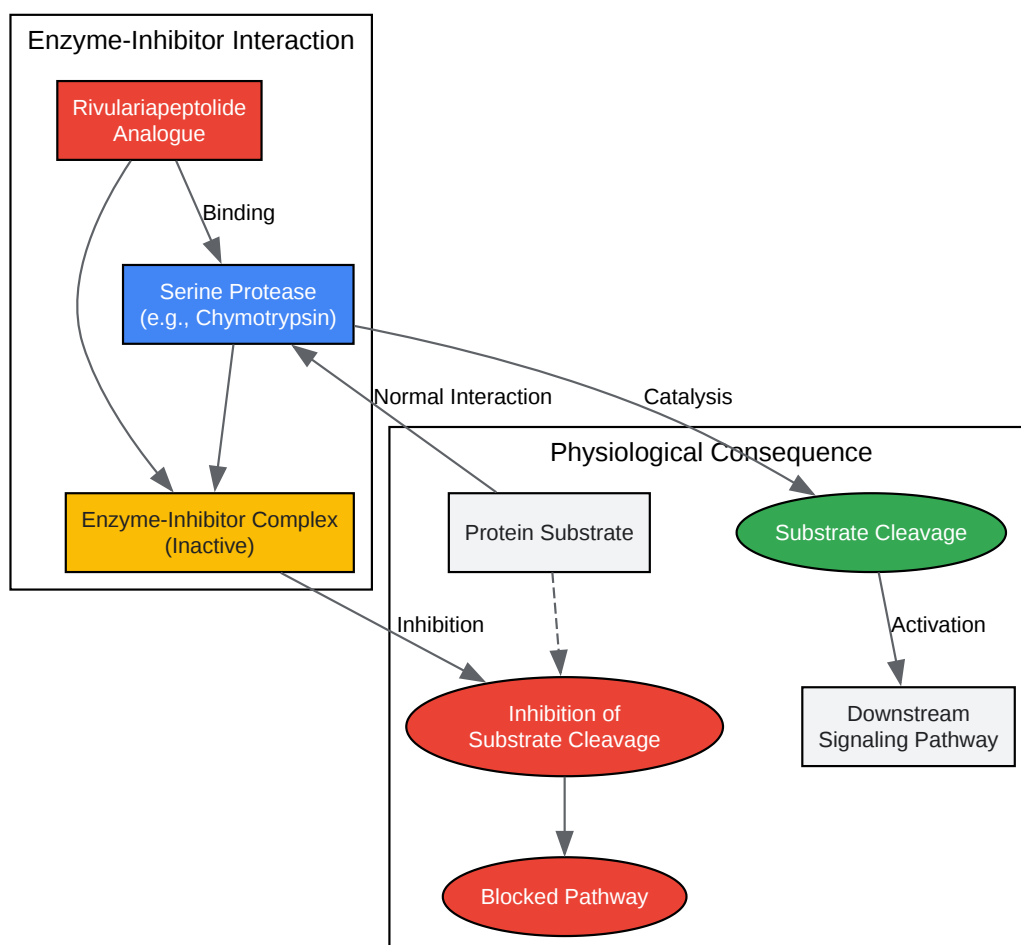 Enzyme-Inhibitor Interaction
Rivulariapeptolide
Analogue
Binding
Serine Protease
(e.g., Chymotrypsin)
Normal Interaction
Catalysis
Physiological Consequence
Enzyme-Inhibitor Complex
(Inactive)
Protein Substrate
Substrate Cleavage
Inhibition
Activation
Inhibition of
Substrate Cleavage
Downstream
Signaling Pathway
Blocked Pathway